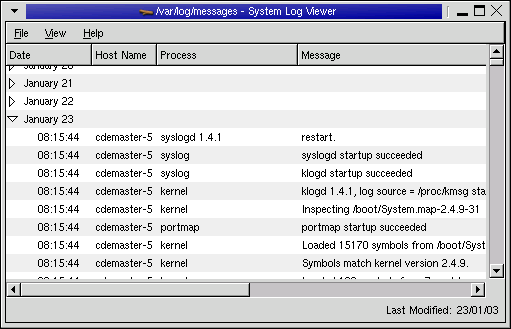 /var/log/messages - System Log Viewer
File View Help
Date Host Name Process Message
January 20
January 21
January 22
January 23
08:15:44 cdemaster-5 syslogd 1.4.1 restart.
08:15:44 cdemaster-5 syslog syslogd startup succeeded
08:15:44 cdemaster-5 syslog klogd startup succeeded
08:15:44 cdemaster-5 kernel klogd 1.4.1, log source = /proc/kmsg sta
08:15:44 cdemaster-5 kernel Inspecting /boot/System.map-2.4.9-31
08:15:44 cdemaster-5 portmap portmap startup succeeded
08:15:44 cdemaster-5 kernel Loaded 15170 symbols from /boot/Syst
08:15:44 cdemaster-5 kernel Symbols match kernel version 2.4.9.
Last Modified: 23/01/03